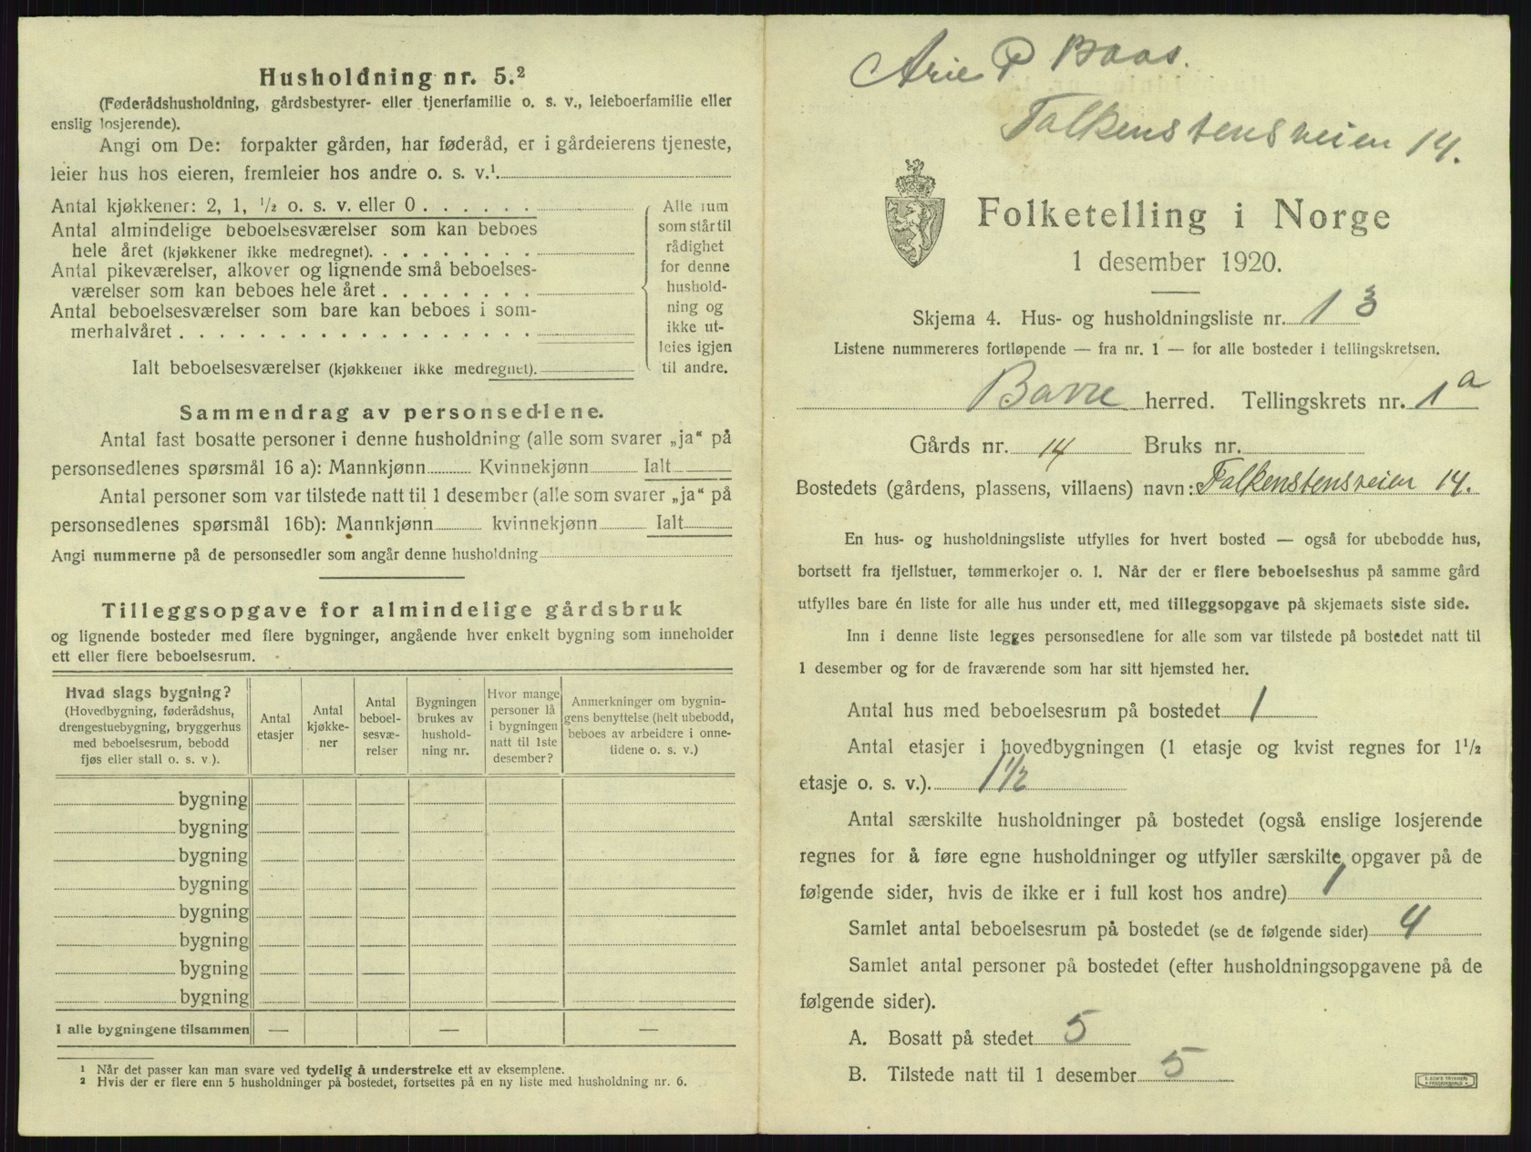 Husholdning nr. 5.²
(Føderådshusholdning, gårdsbestyrer- eller tjenerfamilie o. s. v., leieboerfamilie eller
enslig losjerende).
Angi om De: forpakter gården, har føderåd, er i gårdeierens tjeneste,
leier hus hos eieren, fremleier hos andre o. s. v.¹
Antal kjøkkener: 2, 1, ½ o. s. v. eller 0
Antal almindelige beboelsesværelser som kan beboes
hele året (kjøkkener ikke medregnet).
Antal pikeværelser, alkover og lignende små beboelses-
værelser som kan beboes hele året
Antal beboelsesværelser som bare kan beboes i som-
merhalvåret
Ialt beboelsesværelser (kjøkkener ikke medregnet).
Alle rum
som står til
rådighet
for denne
hushold-
ning og
ikke ut-
leies igjen
til andre.
Sammendrag av personsedlene.
Antal fast bosatte personer i denne husholdning (alle som svarer „ja“ på
personsedlenes spørsmål 16 a): Mannkjønn Kvinnekjønn Ialt
Antal personer som var tilstede natt til 1 desember (alle som svarer „ja“ på
personsedlenes spørsmål 16b): Mannkjønn kvinnekjønn Ialt
Angi nummerne på de personsedler som angår denne husholdning
Tilleggsopgave for almindelige gårdsbruk
og lignende bosteder med flere bygninger, angående hver enkelt bygning som inneholder
ett eller flere beboelsesrum.
Hvad slags bygning?
(Hovedbygning, føderådshus,
drengestuebygning, bryggerhus
med beboelsesrum, bebodd
fjøs eller stall o. s. v.).
Antal
etasjer
Antal
kjøkke-
ner
Antal
beboel-
sesvæ-
relser
Bygningen
brukes av
hushold-
ning nr.
Hvor mange
personer lå
i bygningen
natt til 1ste
desember?
Anmerkninger om bygnin-
gens benyttelse (helt ubebodd,
beboes av arbeidere i onne-
tidene o. s. v.)
bygning
bygning
bygning
bygning
bygning
bygning
bygning
bygning
I alle bygningene tilsammen — — —
¹ Når det passer kan man svare ved tydelig å understreke ett av eksemplene.
² Hvis der er flere enn 5 husholdninger på bostedet, fortsettes på en ny liste med husholdning nr. 6.
Arie P Baas.
Falkenstensveien 14.
Folketelling i Norge
1 desember 1920.
Skjema 4. Hus- og husholdningsliste nr. 13
Listene nummereres fortløpende — fra nr. 1 — for alle bosteder i tellingskretsen.
Borre herred. Tellingskrets nr. 1a
Gårds nr. 14 Bruks nr.
Bostedets (gårdens, plassens, villaens) navn: Falkenstensveien 14.
En hus- og husholdningsliste utfylles for hvert bosted — også for ubebodde hus,
bortsett fra fjellstuer, tømmerkojer o. l. Når der er flere beboelseshus på samme gård
utfylles bare én liste for alle hus under ett, med tilleggsopgave på skjemaets siste side.
Inn i denne liste legges personsedlene for alle som var tilstede på bostedet natt til
1 desember og for de fraværende som har sitt hjemsted her.
Antal hus med beboelsesrum på bostedet 1
Antal etasjer i hovedbygningen (1 etasje og kvist regnes for 1½
etasje o. s. v.). 1½
Antal særskilte husholdninger på bostedet (også enslige losjerende
regnes for å føre egne husholdninger og utfyller særskilte opgaver på de
følgende sider, hvis de ikke er i full kost hos andre) 1
Samlet antal beboelsesrum på bostedet (se de følgende sider) 4
Samlet antal personer på bostedet (efter husholdningsopgavene på de
følgende sider).
A. Bosatt på stedet 5
B. Tilstede natt til 1 desember 5